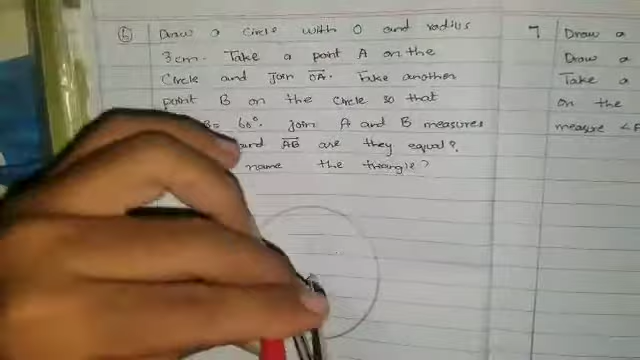 6 Draw a Circle with O and radius
3 cm. Take a point A on the
Circle and join OA. Take another
point B on the Circle so that
B= 60°. join A and B measures
and AB are they equal?
name the triangle?
7 Draw a
Draw a
Take a
on the
measure